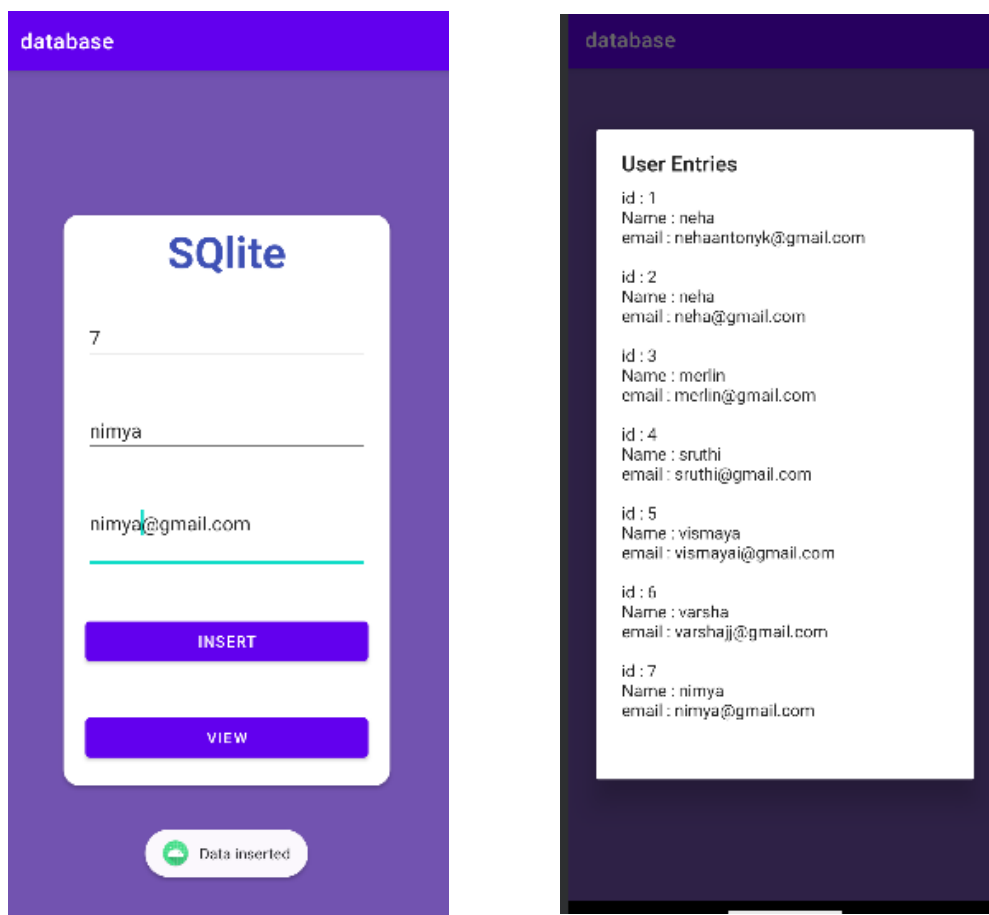 database
SQlite
7
nimya
nimya@gmail.com
INSERT
VIEW
Data inserted
database
User Entries
id : 1
Name : neha
email : nehaantonyk@gmail.com
id : 2
Name : neha
email : neha@gmail.com
id : 3
Name : merlin
email : merlin@gmail.com
id : 4
Name : sruthi
email : sruthi@gmail.com
id : 5
Name : vismaya
email : vismayai@gmail.com
id : 6
Name : varsha
email : varshajj@gmail.com
id : 7
Name : nimya
email : nimya@gmail.com